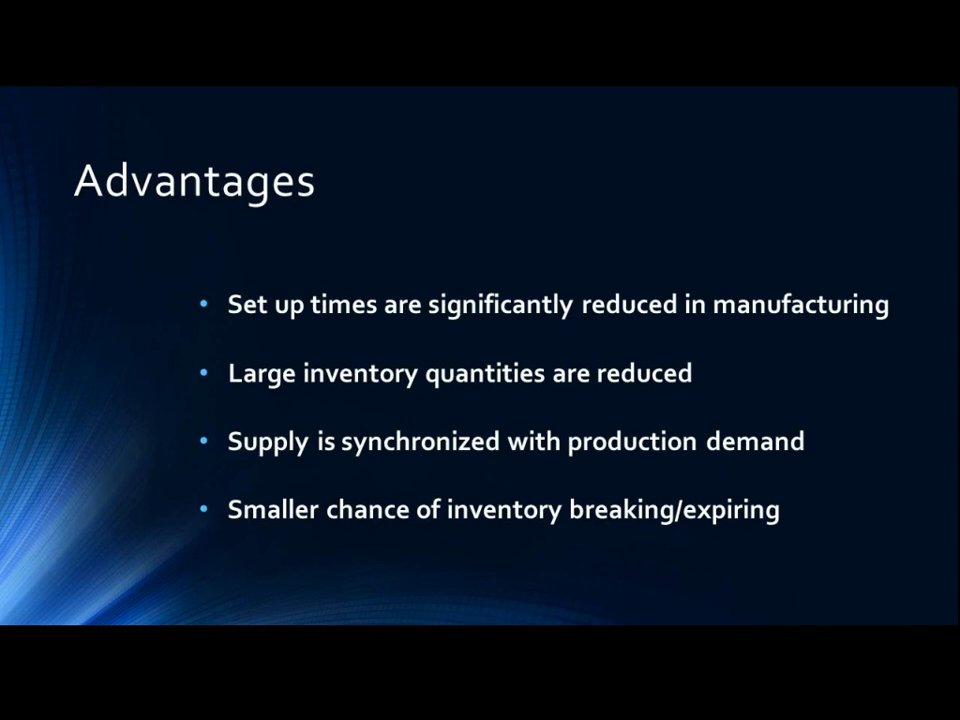 Advantages
• Set up times are significantly reduced in manufacturing
• Large inventory quantities are reduced
• Supply is synchronized with production demand
• Smaller chance of inventory breaking/expiring